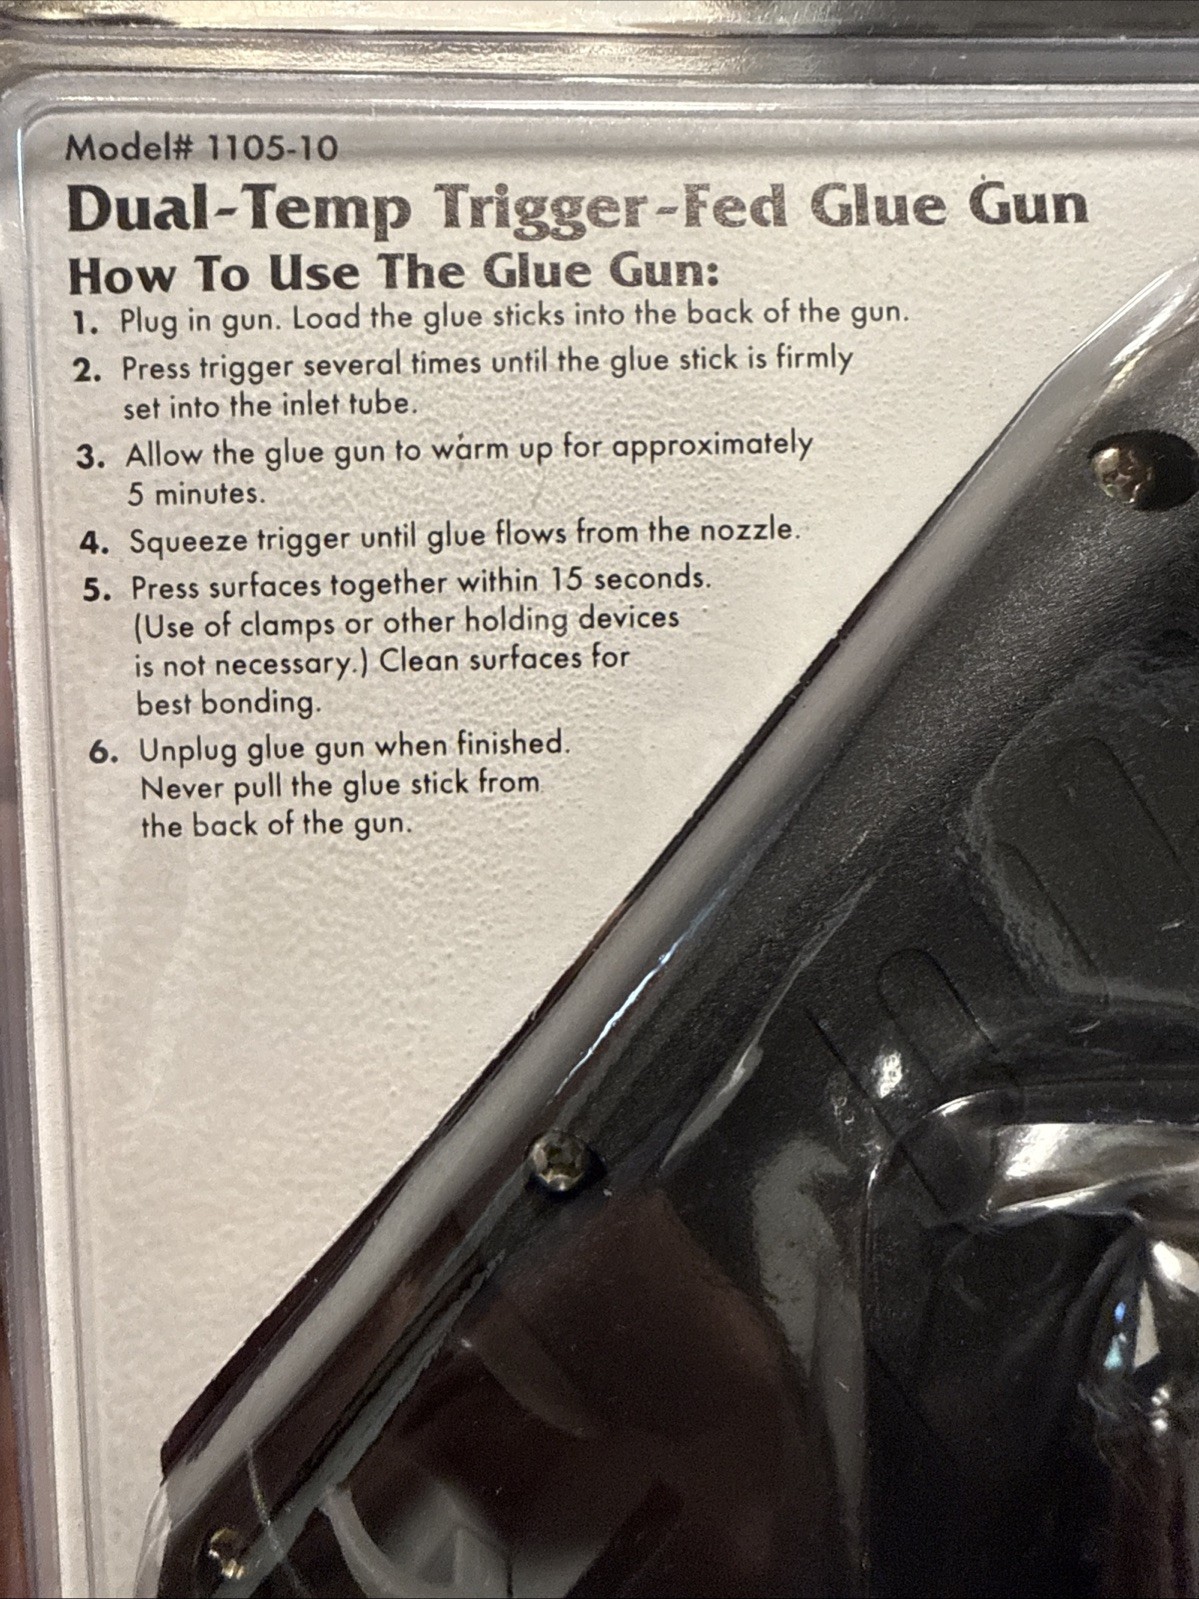 Model# 1105-10
Dual-Temp Trigger-Fed Glue Gun
How To Use The Glue Gun:
1. Plug in gun. Load the glue sticks into the back of the gun.
2. Press trigger several times until the glue stick is firmly
set into the inlet tube.
3. Allow the glue gun to warm up for approximately
5 minutes.
4. Squeeze trigger until glue flows from the nozzle.
5. Press surfaces together within 15 seconds.
(Use of clamps or other holding devices
is not necessary.) Clean surfaces for
best bonding.
6. Unplug glue gun when finished.
Never pull the glue stick from
the back of the gun.